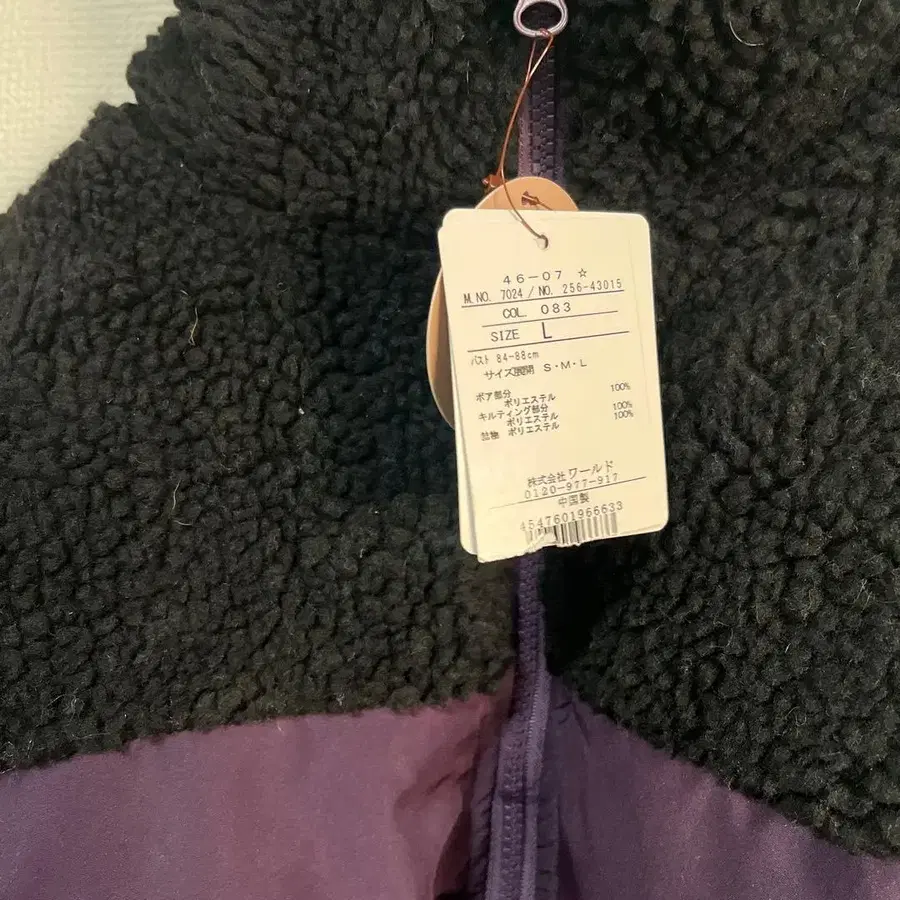 46-07 ☆
M.NO. 7024 / NO. 256-43015
COL. 083
SIZE L
バスト 84-88cm
サイズ展開 S・M・L
ボア部分
ポリエステル 100%
キルティング部分
ポリエステル 100%
詰物 ポリエステル 100%
株式会社ワールド
0120-977-917
中国製
4547601966633